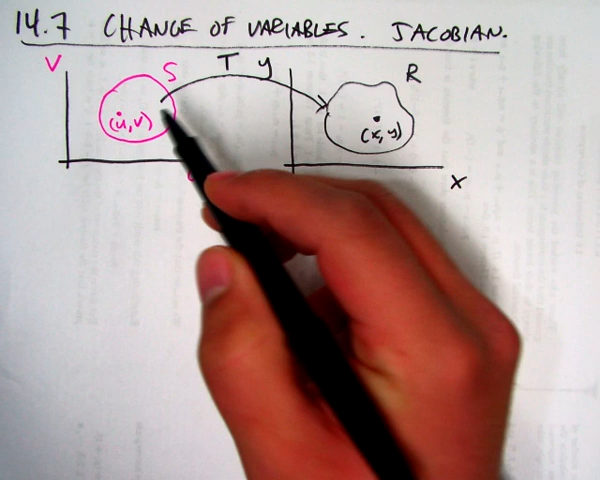 14.7 CHANGE OF VARIABLES. JACOBIAN.
V S T y R
(u,v) (x,y)
x